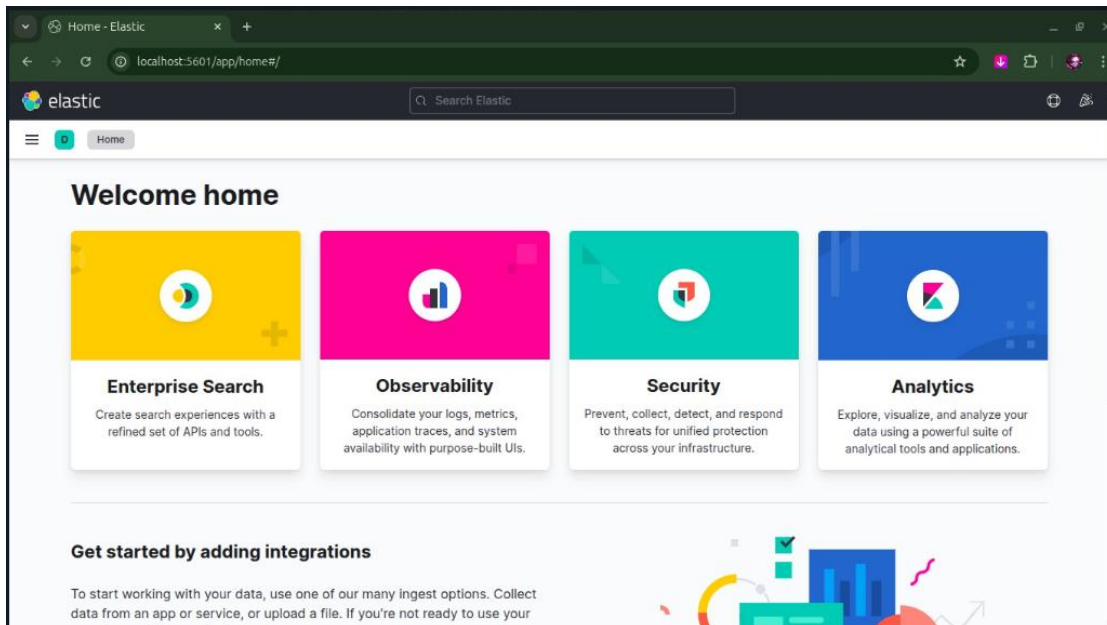 Home - Elastic
localhost:5601/app/home#/
elastic
Search Elastic
D
Home
Welcome home
Enterprise Search
Create search experiences with a
refined set of APIs and tools.
Observability
Consolidate your logs, metrics,
application traces, and system
availability with purpose-built UIs.
Security
Prevent, collect, detect, and respond
to threats for unified protection
across your infrastructure.
Analytics
Explore, visualize, and analyze your
data using a powerful suite of
analytical tools and applications.
Get started by adding integrations
To start working with your data, use one of our many ingest options. Collect
data from an app or service, or upload a file. If you're not ready to use your